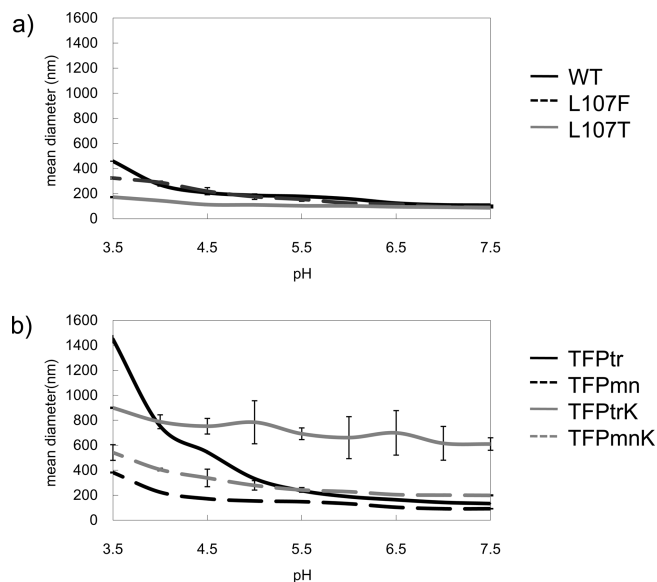 a)
mean diameter (nm)
1600
1400
1200
1000
800
600
400
200
0
3.5 4.5 5.5 6.5 7.5
pH
WT
L107F
L107T
b)
mean diameter(nm)
1600
1400
1200
1000
800
600
400
200
0
3.5 4.5 5.5 6.5 7.5
pH
TFPtr
TFPmn
TFPtrK
TFPmnK